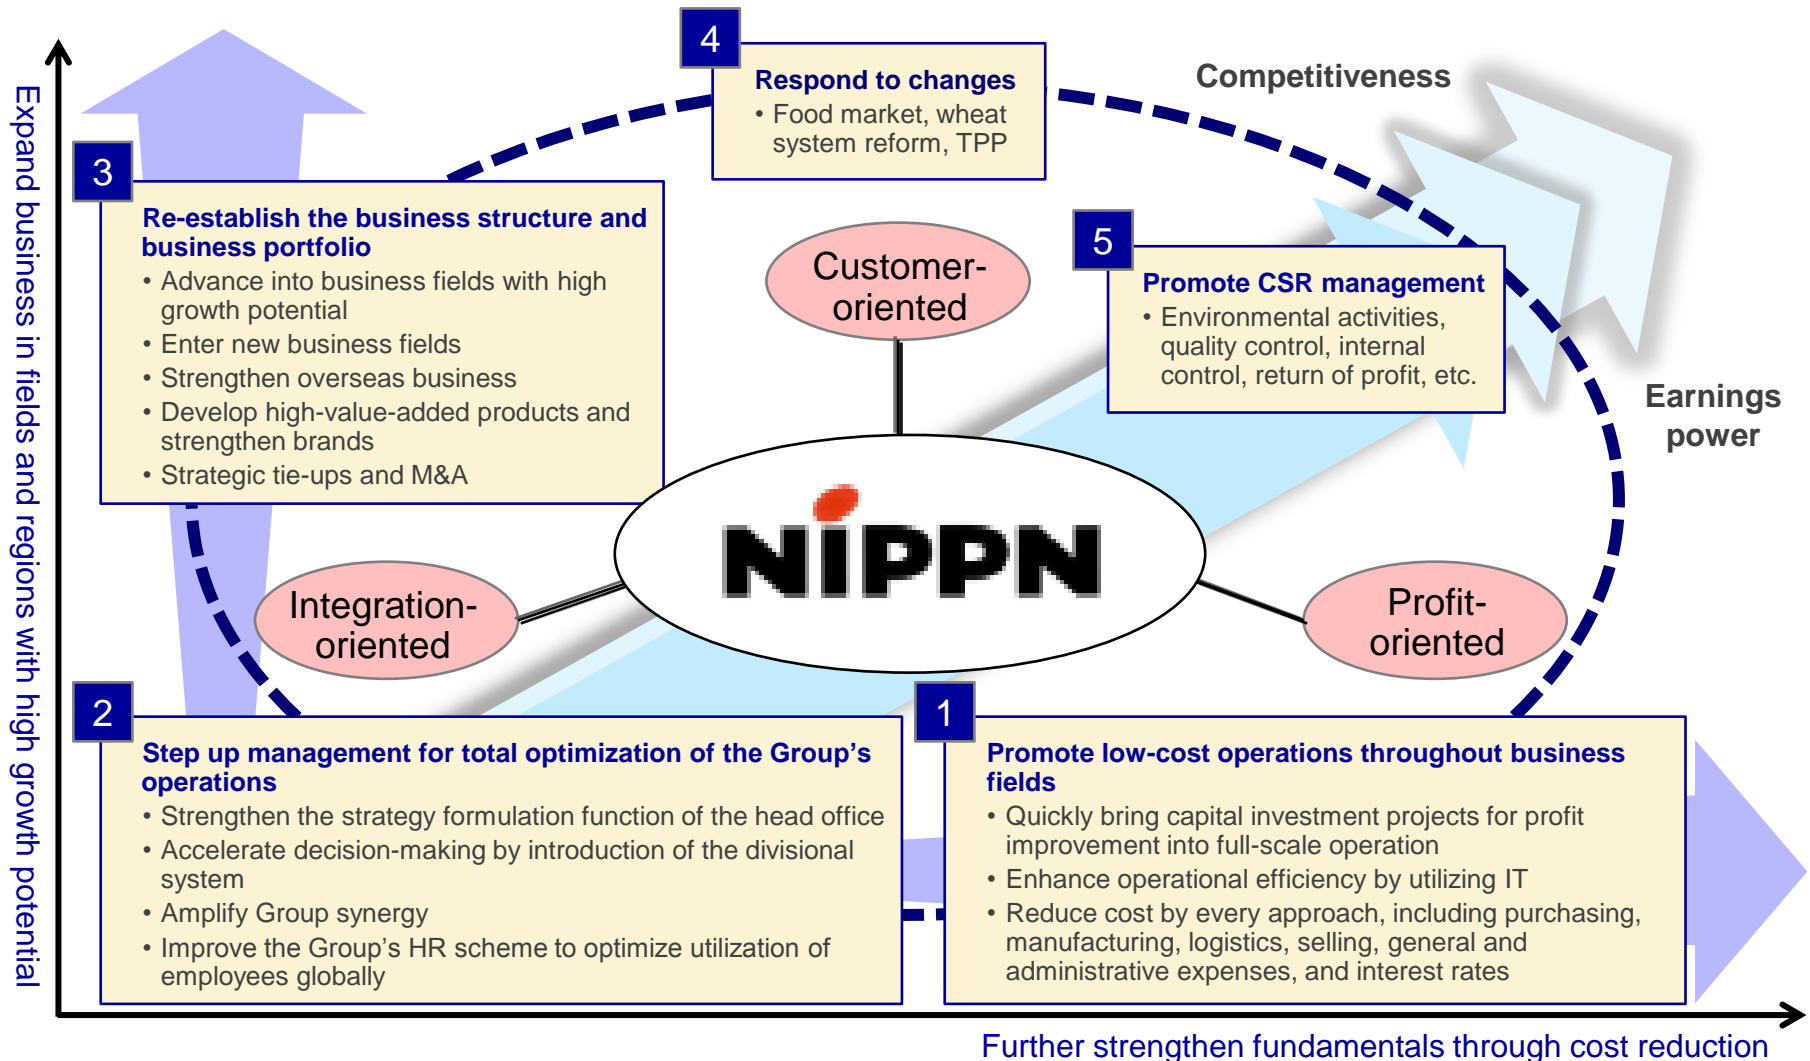 4
Respond to changes
• Food market, wheat
system reform, TPP
Competitiveness
Earnings
power
3
Re-establish the business structure and
business portfolio
• Advance into business fields with high
growth potential
• Enter new business fields
• Strengthen overseas business
• Develop high-value-added products and
strengthen brands
• Strategic tie-ups and M&A
5
Promote CSR management
• Environmental activities,
quality control, internal
control, return of profit, etc.
Customer-
oriented
NIPPN
Integration-
oriented
Profit-
oriented
2
Step up management for total optimization of the Group's
operations
• Strengthen the strategy formulation function of the head office
• Accelerate decision-making by introduction of the divisional
system
• Amplify Group synergy
• Improve the Group's HR scheme to optimize utilization of
employees globally
1
Promote low-cost operations throughout business
fields
• Quickly bring capital investment projects for profit
improvement into full-scale operation
• Enhance operational efficiency by utilizing IT
• Reduce cost by every approach, including purchasing,
manufacturing, logistics, selling, general and
administrative expenses, and interest rates
Expand business in fields and regions with high growth potential
Further strengthen fundamentals through cost reduction